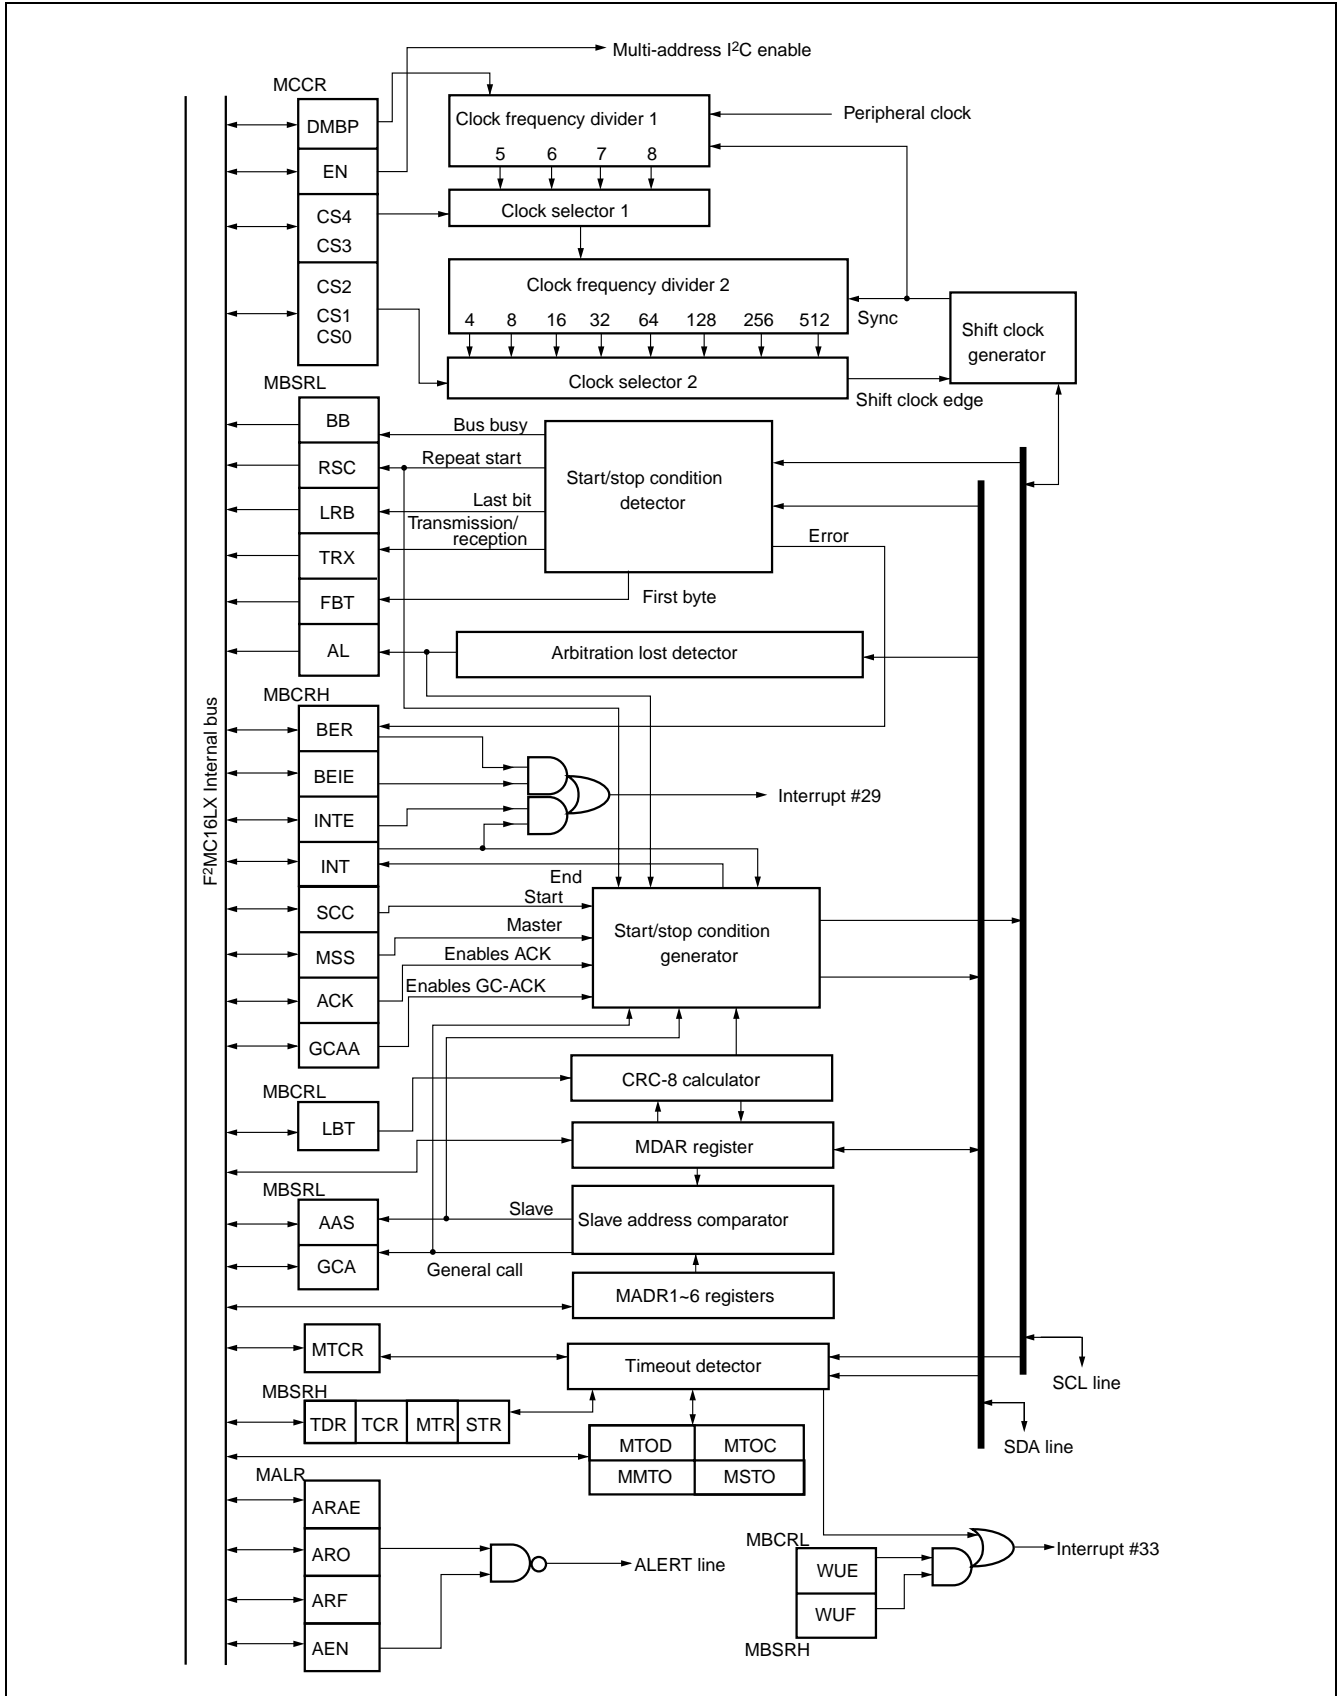 Multi-address I²C enable
MCCR
DMBP
EN
CS4
CS3
CS2
CS1
CS0
Clock frequency divider 1
5 6 7 8
Peripheral clock
Clock selector 1
Clock frequency divider 2
4 8 16 32 64 128 256 512
Sync
Shift clock
generator
Clock selector 2
Shift clock edge
MBSRL
BB
RSC
LRB
TRX
FBT
AL
Bus busy
Repeat start
Last bit
Transmission/
reception
Start/stop condition
detector
Error
First byte
Arbitration lost detector
F²MC16LX Internal bus
MBCRH
BER
BEIE
INTE
INT
SCC
MSS
ACK
GCAA
Interrupt #29
End
Start
Master
Enables ACK
Enables GC-ACK
Start/stop condition
generator
CRC-8 calculator
MBCRL
LBT
MDAR register
MBSRL
AAS
GCA
Slave
Slave address comparator
General call
MADR1~6 registers
MTCR
Timeout detector
SCL line
MBSRH
TDR TCR MTR STR
SDA line
MTOD MTOC
MMTO MSTO
MALR
ARAE
ARO
ARF
AEN
ALERT line
MBCRL
WUE
WUF
MBSRH
Interrupt #33